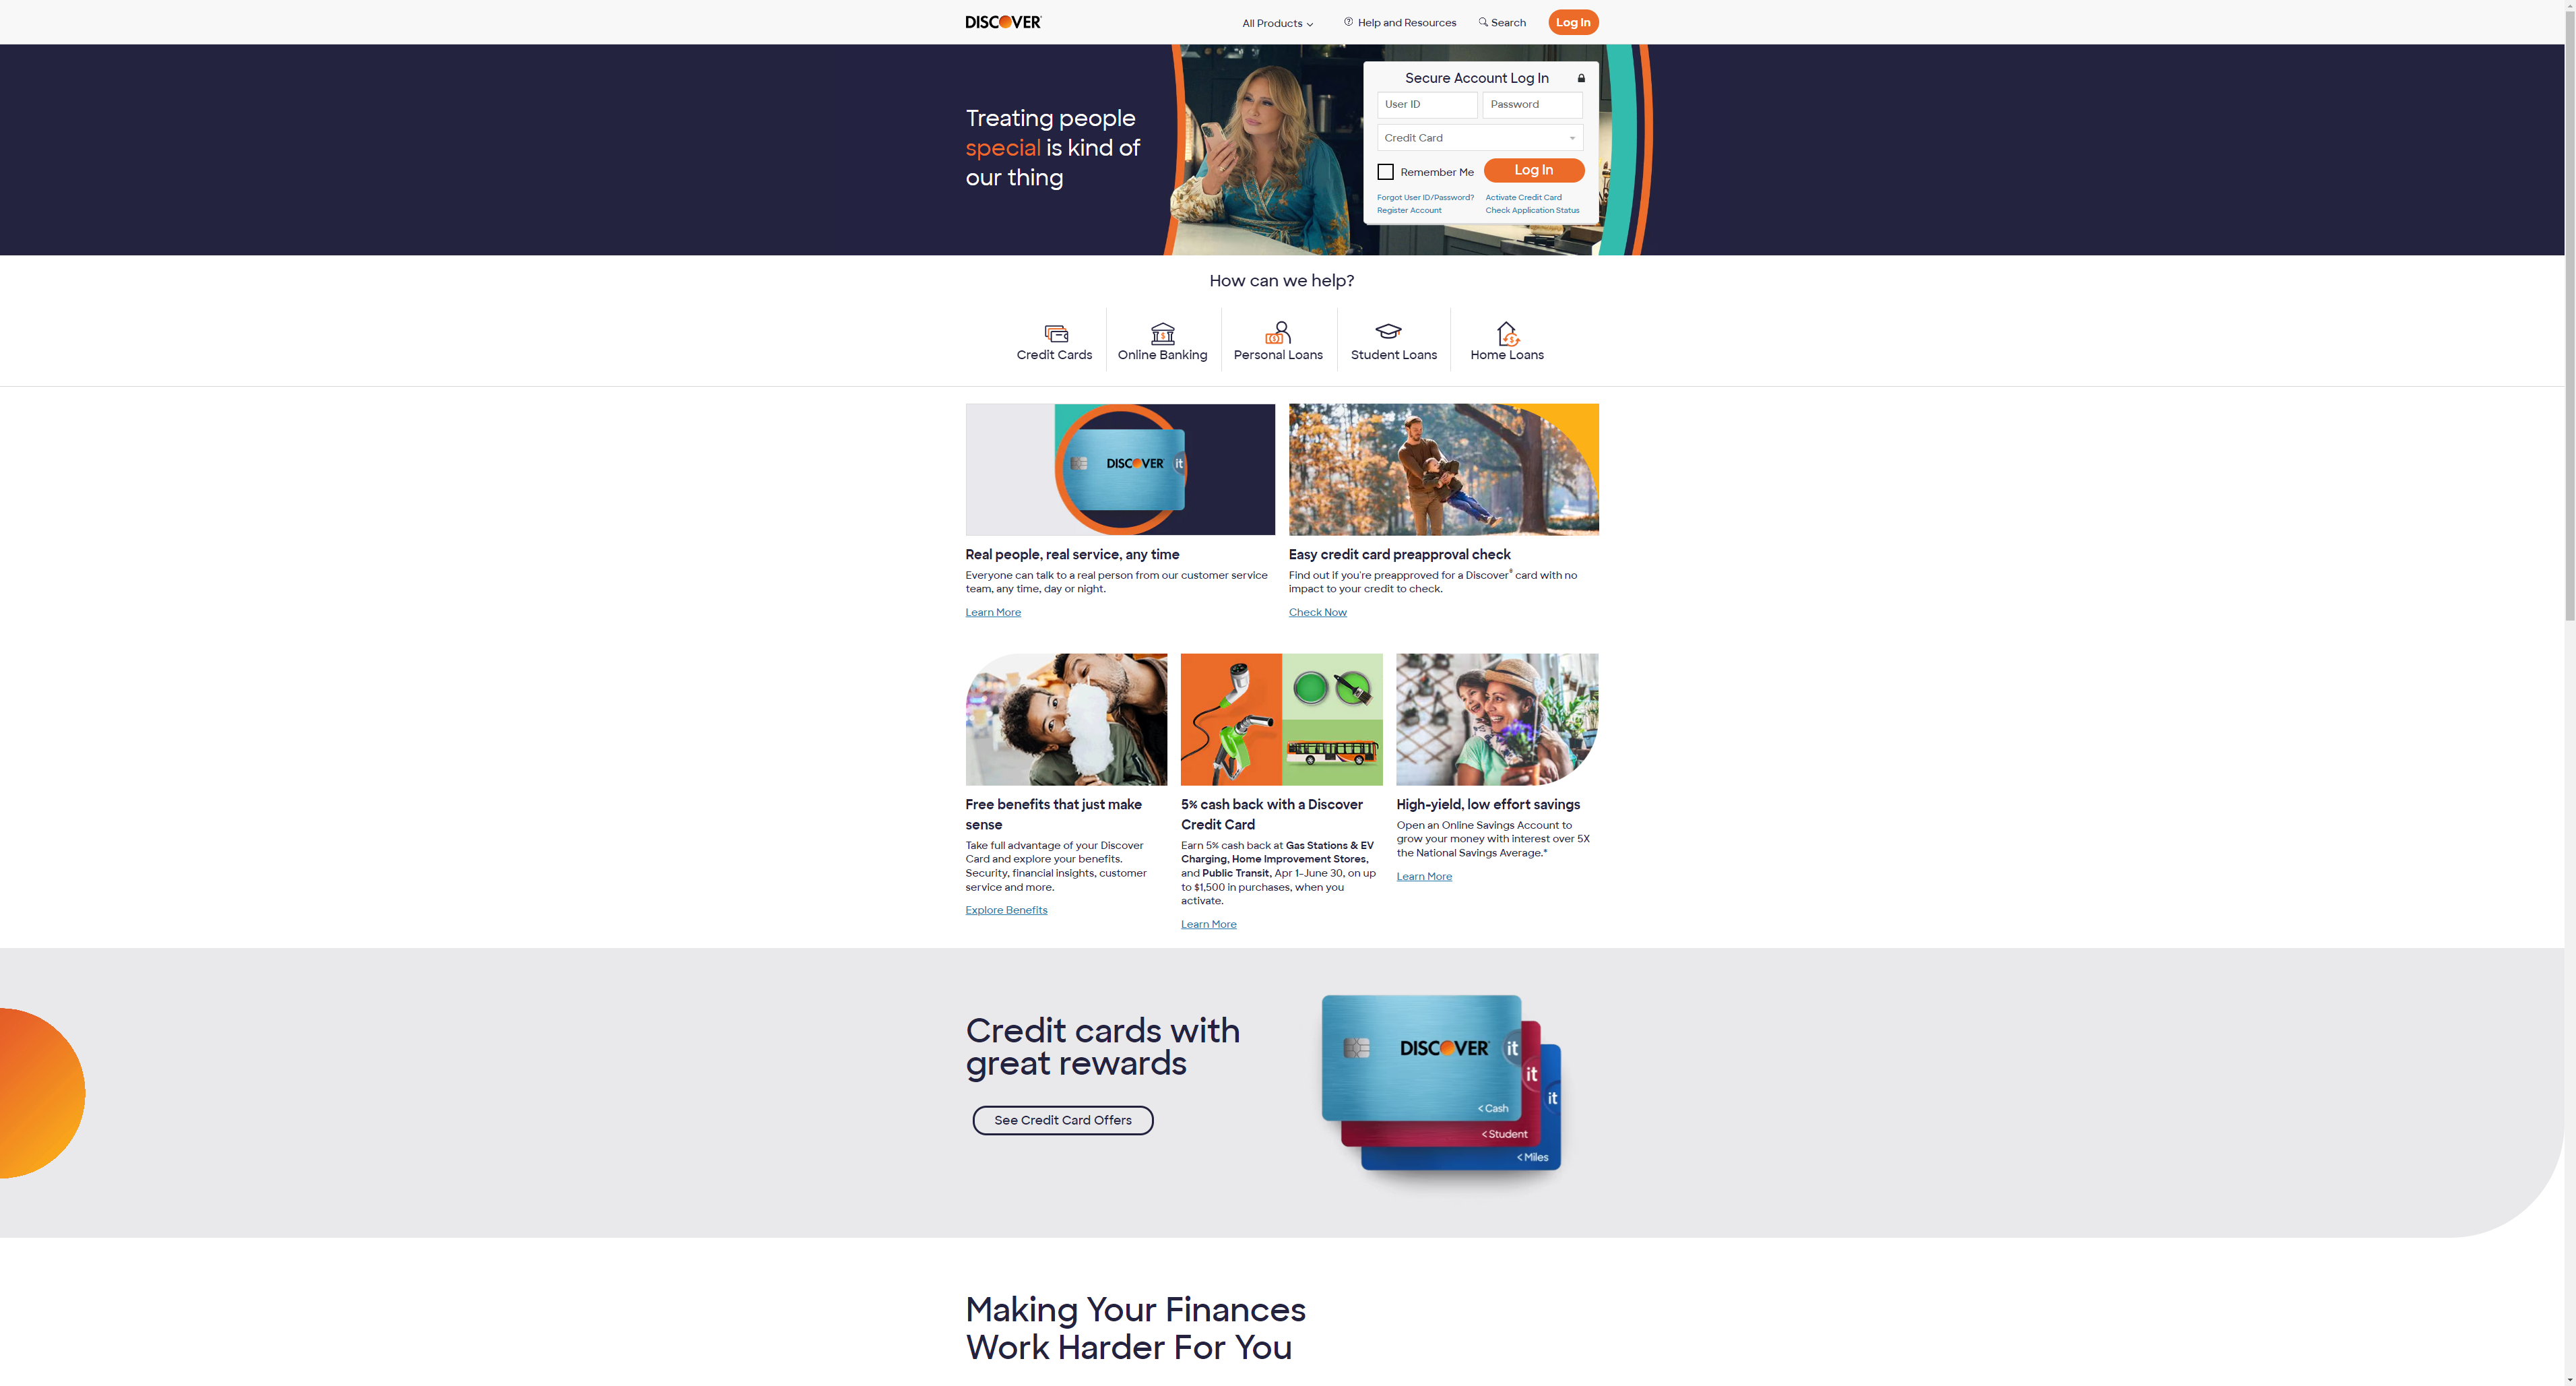 DISCOVER
All Products
Help and Resources
Search
Log In
Treating people
special is kind of
our thing
Secure Account Log In
User ID
Password
Credit Card
Remember Me
Log In
Forgot User ID/Password?
Activate Credit Card
Register Account
Check Application Status
How can we help?
Credit Cards
Online Banking
Personal Loans
Student Loans
Home Loans
DISCOVER it
Real people, real service, any time
Everyone can talk to a real person from our customer service
team, any time, day or night.
Learn More
Easy credit card preapproval check
Find out if you're preapproved for a Discover® card with no
impact to your credit to check.
Check Now
Free benefits that just make
sense
Take full advantage of your Discover
Card and explore your benefits.
Security, financial insights, customer
service and more.
Explore Benefits
5% cash back with a Discover
Credit Card
Earn 5% cash back at Gas Stations & EV
Charging, Home Improvement Stores,
and Public Transit, Apr 1-June 30, on up
to $1,500 in purchases, when you
activate.
Learn More
High-yield, low effort savings
Open an Online Savings Account to
grow your money with interest over 5X
the National Savings Average.*
Learn More
Credit cards with
great rewards
See Credit Card Offers
DISCOVER it
<Cash
it
<Student
it
<Miles
Making Your Finances
Work Harder For You